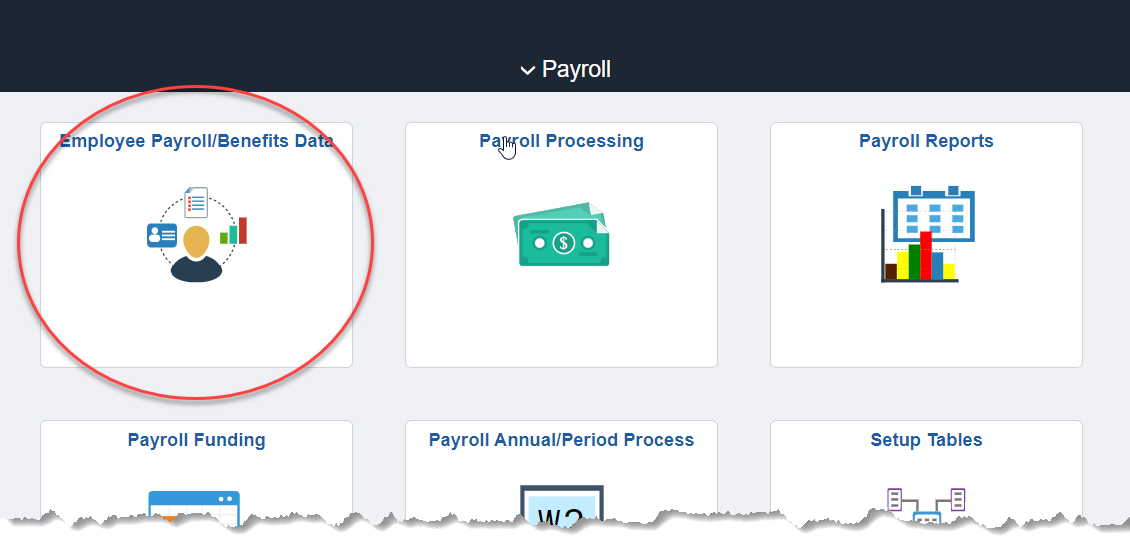 Payroll
Employee Payroll/Benefits Data
Payroll Processing
Payroll Reports
$
Payroll Funding
Payroll Annual/Period Process
Setup Tables